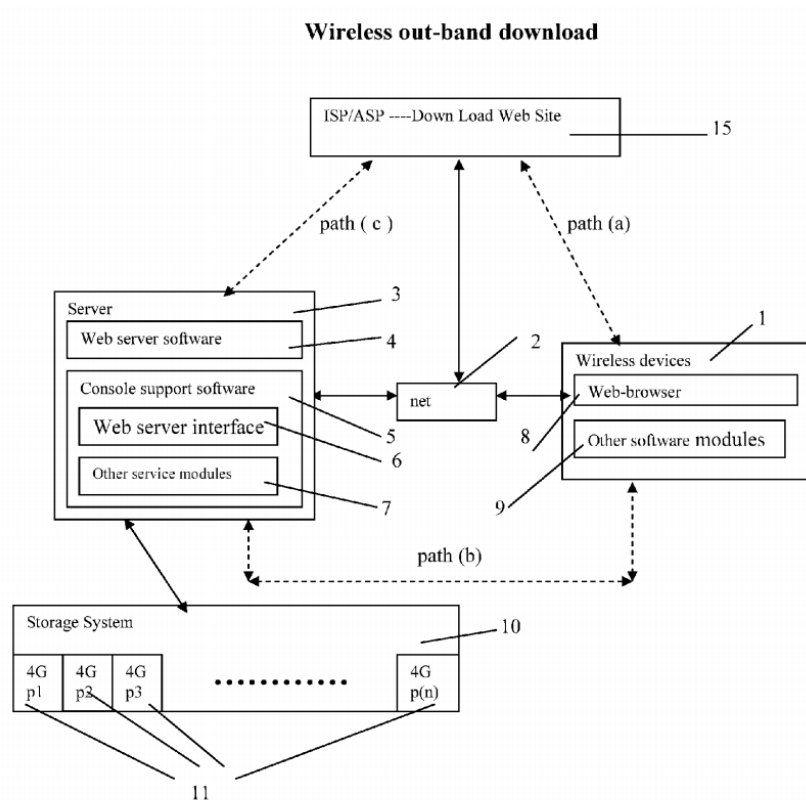 Wireless out-band download
ISP/ASP ----Down Load Web Site
15
path ( c )
path (a)
Server
3
Web server software
4
Console support software
5
Web server interface
6
Other service modules
7
2
net
1
Wireless devices
Web-browser
8
Other software modules
9
path (b)
Storage System
10
4G
p1
4G
p2
4G
p3
.............
4G
p(n)
11